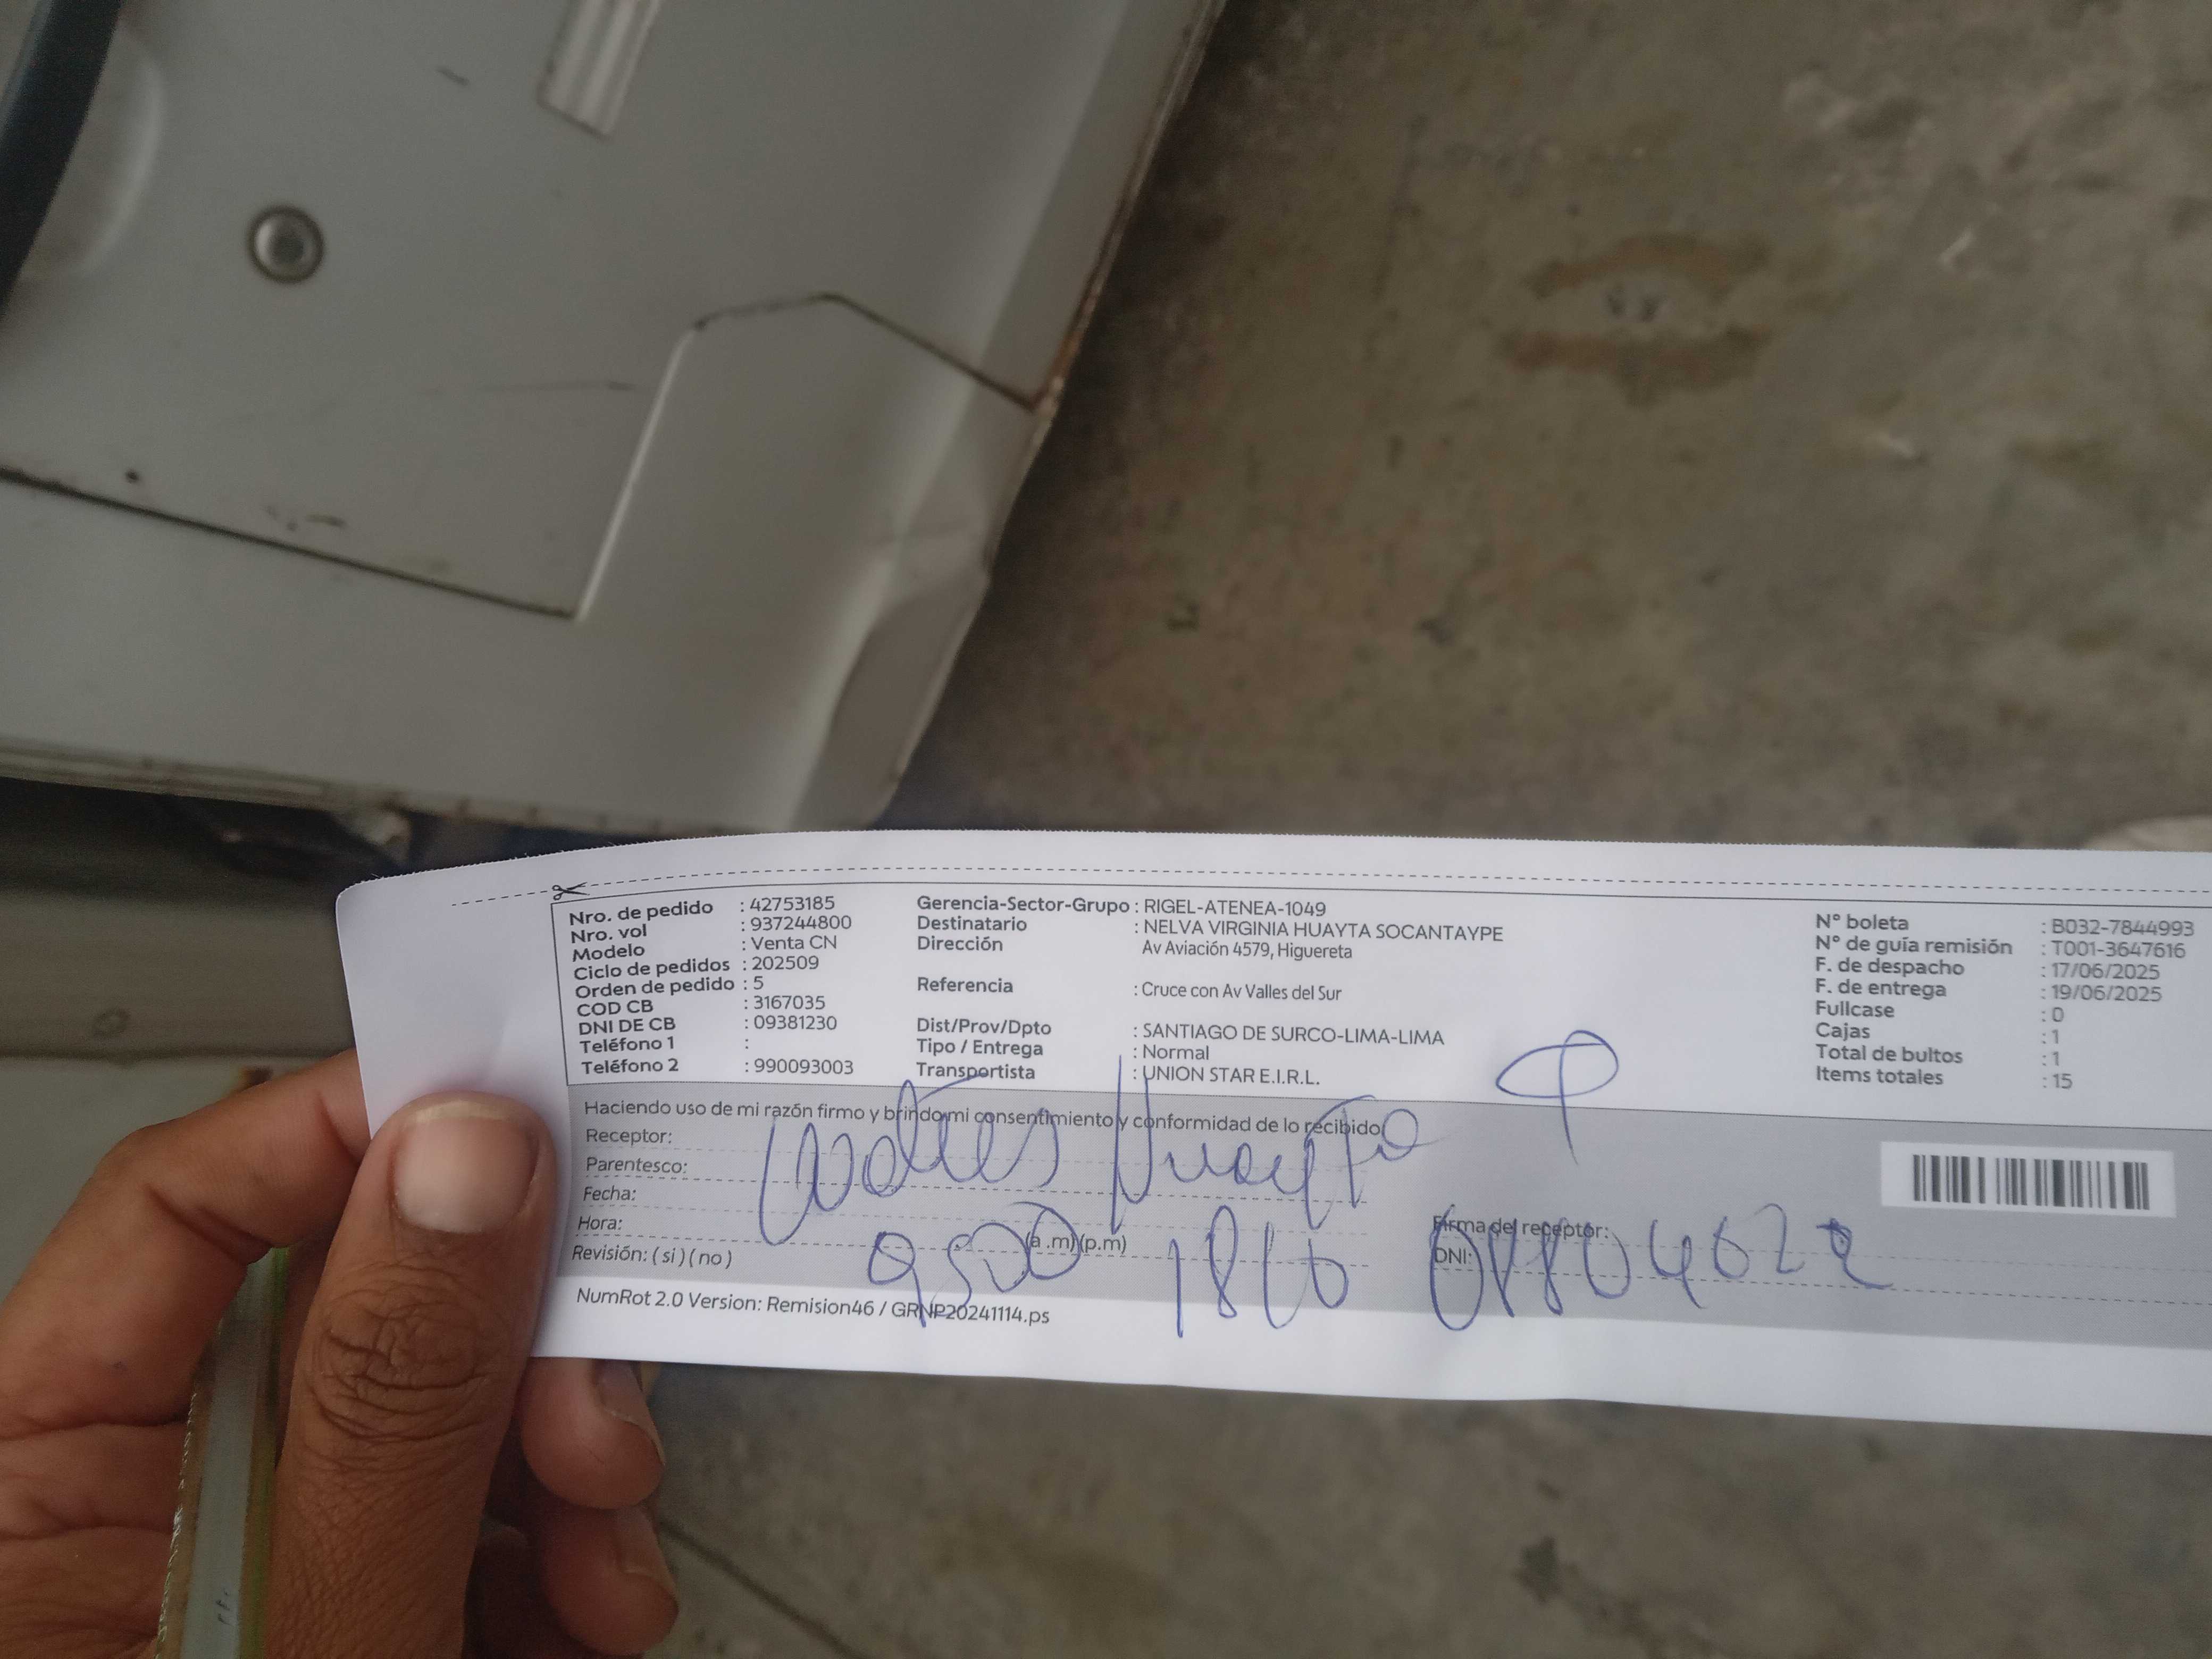 Nro. de pedido : 42753185
Nro. vol : 937244800
Modelo : Venta CN
Ciclo de pedidos : 202509
Orden de pedido : 5
COD CB : 3167035
DNI DE CB : 09381230
Teléfono 1 :
Teléfono 2 : 990093003
Gerencia-Sector-Grupo : RIGEL-ATENEA-1049
Destinatario : NELVA VIRGINIA HUAYTA SOCANTAYPE
Dirección Av Aviación 4579, Higuereta
Referencia : Cruce con Av Valles del Sur
Dist/Prov/Dpto : SANTIAGO DE SURCO-LIMA-LIMA
Tipo / Entrega : Normal
Transportista : UNION STAR E.I.R.L.
N° boleta : B032-7844993
N° de guía remisión : T001-3647616
F. de despacho : 17/06/2025
F. de entrega : 19/06/2025
Fullcase : 0
Cajas : 1
Total de bultos : 1
Items totales : 15
Haciendo uso de mi razón firmo y brindo mi consentimiento y conformidad de lo recibido
Receptor:
Parentesco: Huayta
Fecha:
Hora: (a .m)(p.m)
Revisión: ( si ) ( no )
Firma del receptor:
DNI:
NumRot 2.0 Version: Remision46 / GRNP20241114.ps